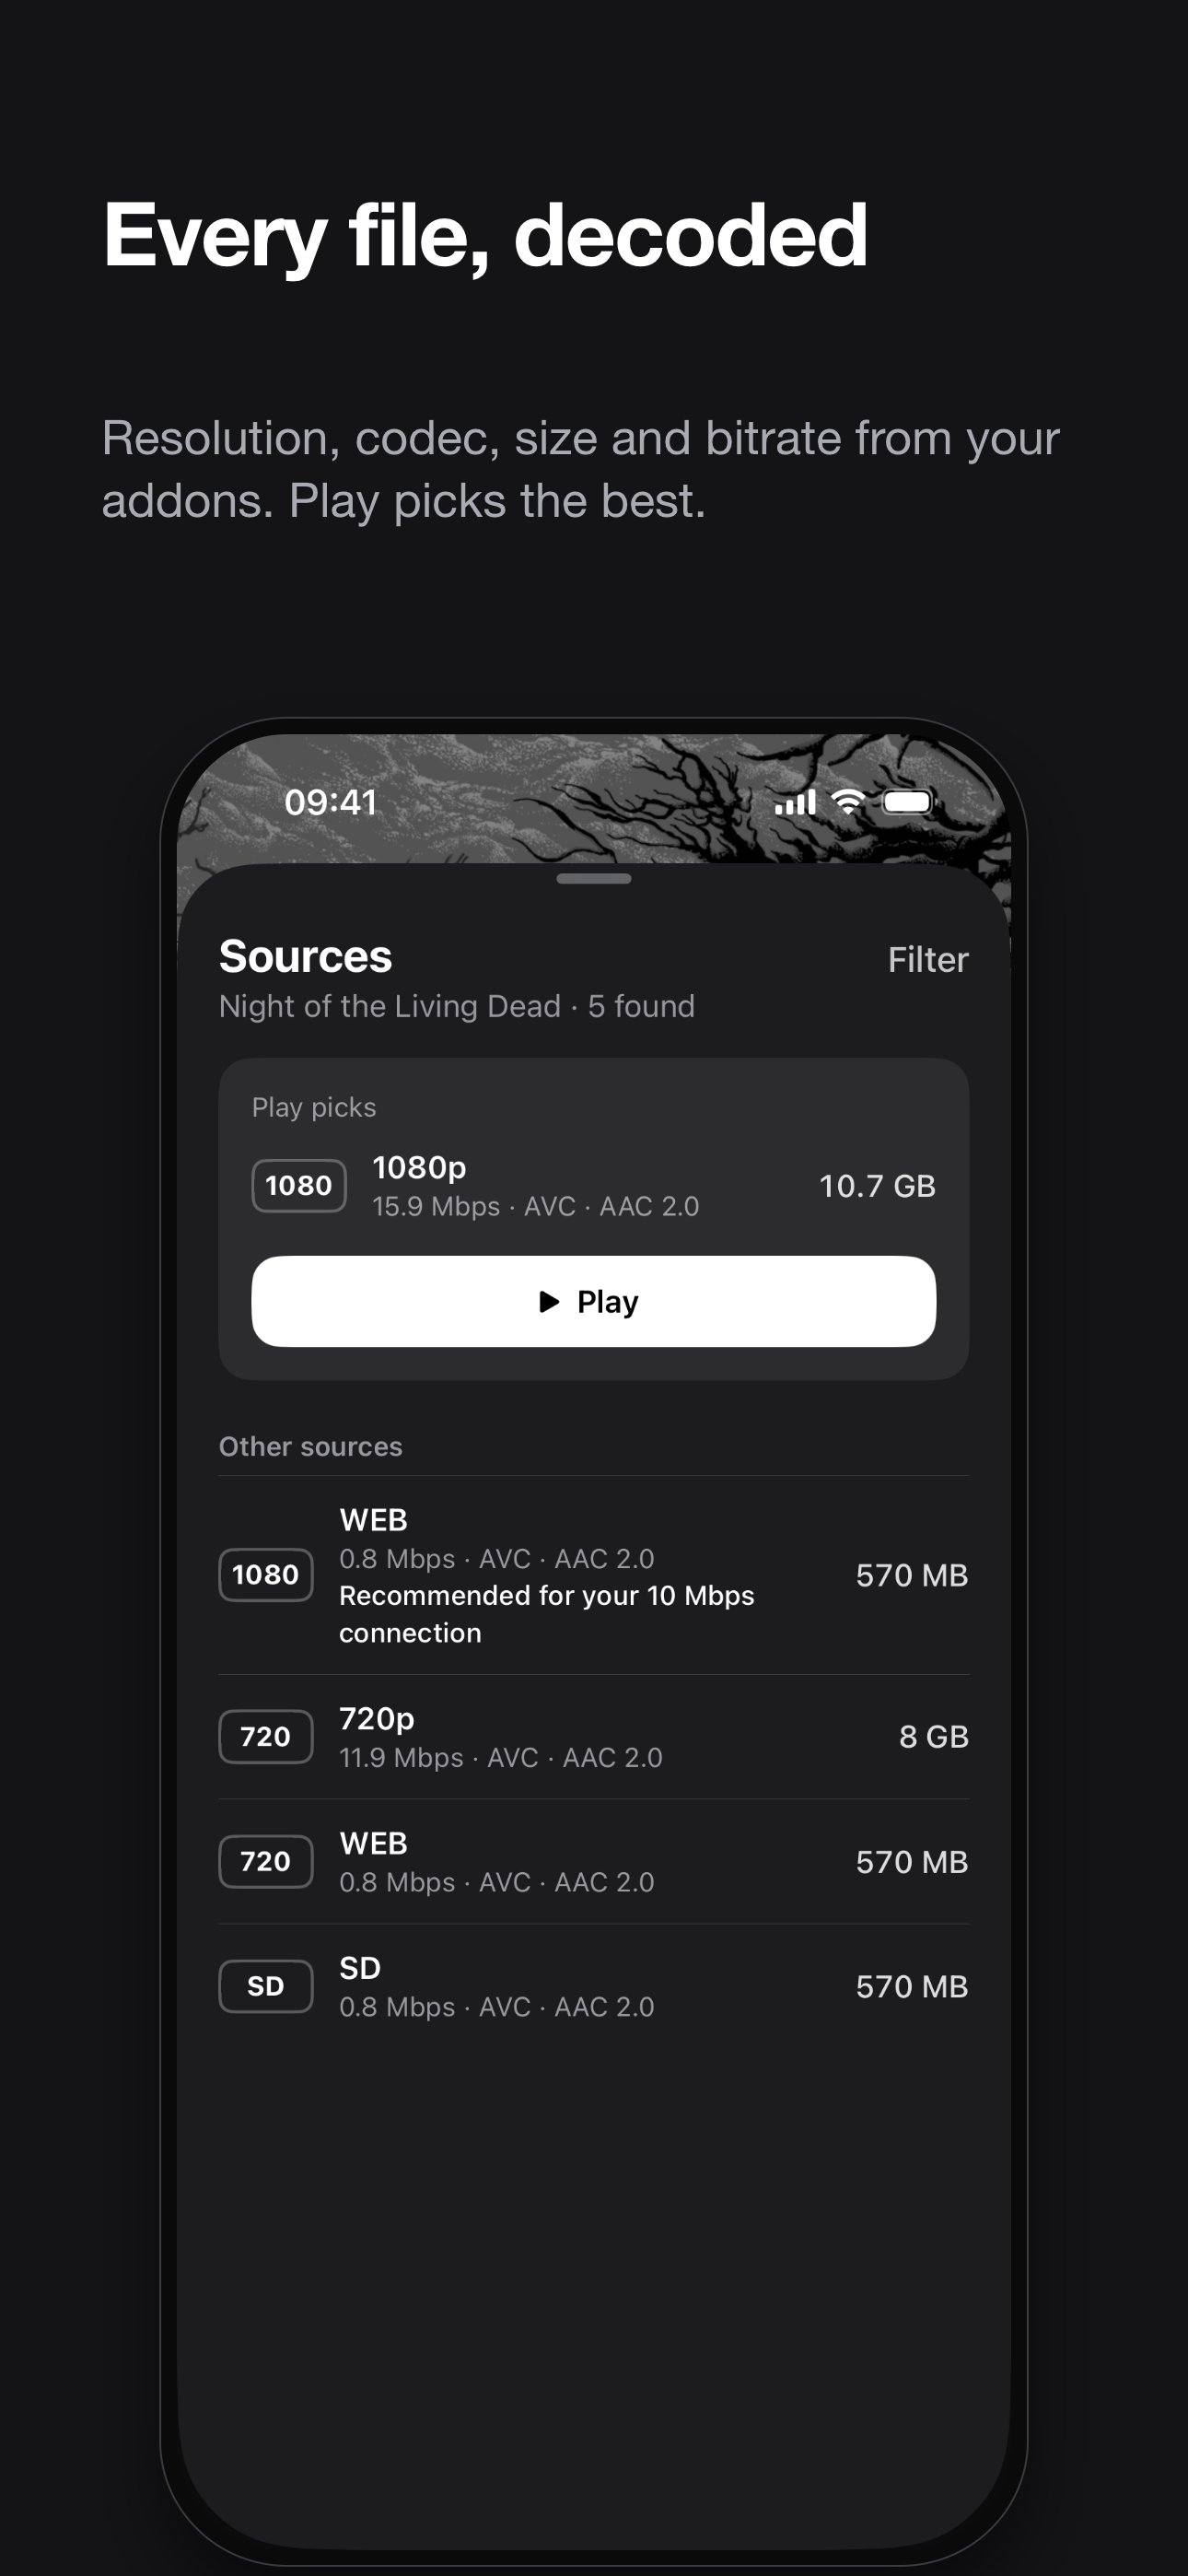 Every file, decoded
Resolution, codec, size and bitrate from your
addons. Play picks the best.
09:41
Sources
Filter
Night of the Living Dead · 5 found
Play picks
1080
1080p
15.9 Mbps · AVC · AAC 2.0
10.7 GB
Play
Other sources
1080
WEB
0.8 Mbps · AVC · AAC 2.0
Recommended for your 10 Mbps
connection
570 MB
720
720p
11.9 Mbps · AVC · AAC 2.0
8 GB
720
WEB
0.8 Mbps · AVC · AAC 2.0
570 MB
SD
SD
0.8 Mbps · AVC · AAC 2.0
570 MB